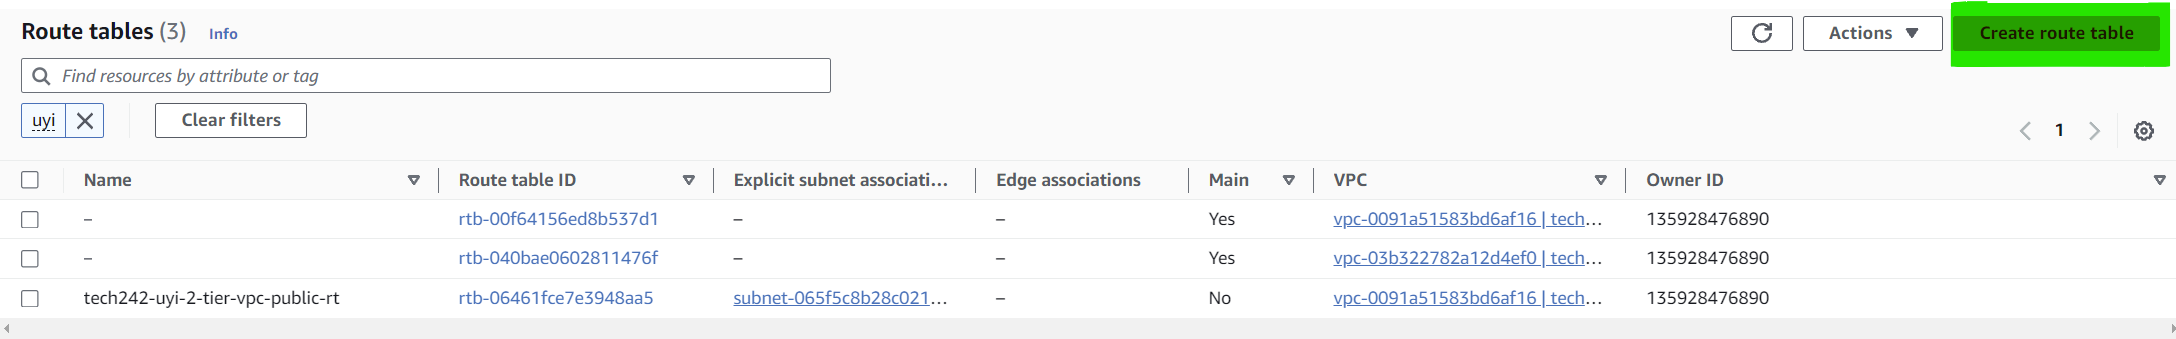 Route tables (3) Info
Actions
Create route table
Find resources by attribute or tag
uyi
Clear filters
1
Name Route table ID Explicit subnet associati... Edge associations Main VPC Owner ID
– rtb-00f64156ed8b537d1 – – Yes vpc-0091a51583bd6af16 | tech... 135928476890
– rtb-040bae0602811476f – – Yes vpc-03b322782a12d4ef0 | tech... 135928476890
tech242-uyi-2-tier-vpc-public-rt rtb-06461fce7e3948aa5 subnet-065f5c8b28c021... – No vpc-0091a51583bd6af16 | tech... 135928476890